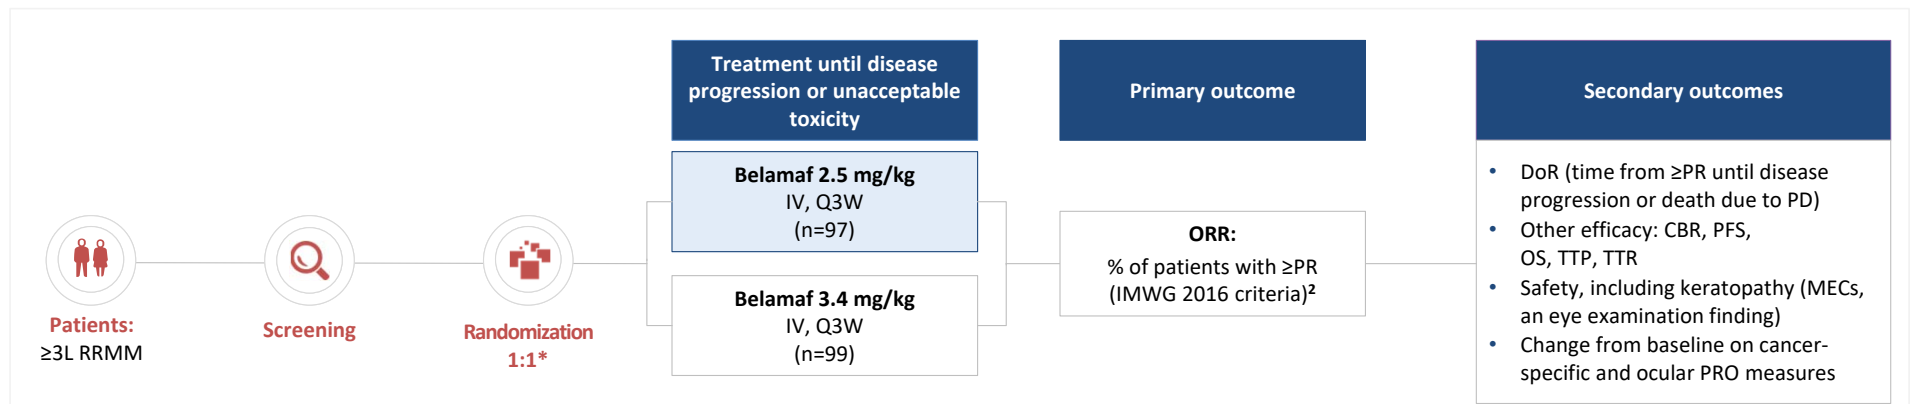 Patients:
≥3L RRMM
Screening
Randomization
1:1*
Treatment until disease
progression or unacceptable
toxicity
Belamaf 2.5 mg/kg
IV, Q3W
(n=97)
Belamaf 3.4 mg/kg
IV, Q3W
(n=99)
Primary outcome
ORR:
% of patients with ≥PR
(IMWG 2016 criteria)²
Secondary outcomes
• DoR (time from ≥PR until disease
progression or death due to PD)
• Other efficacy: CBR, PFS,
OS, TTP, TTR
• Safety, including keratopathy (MECs,
an eye examination finding)
• Change from baseline on cancer-
specific and ocular PRO measures